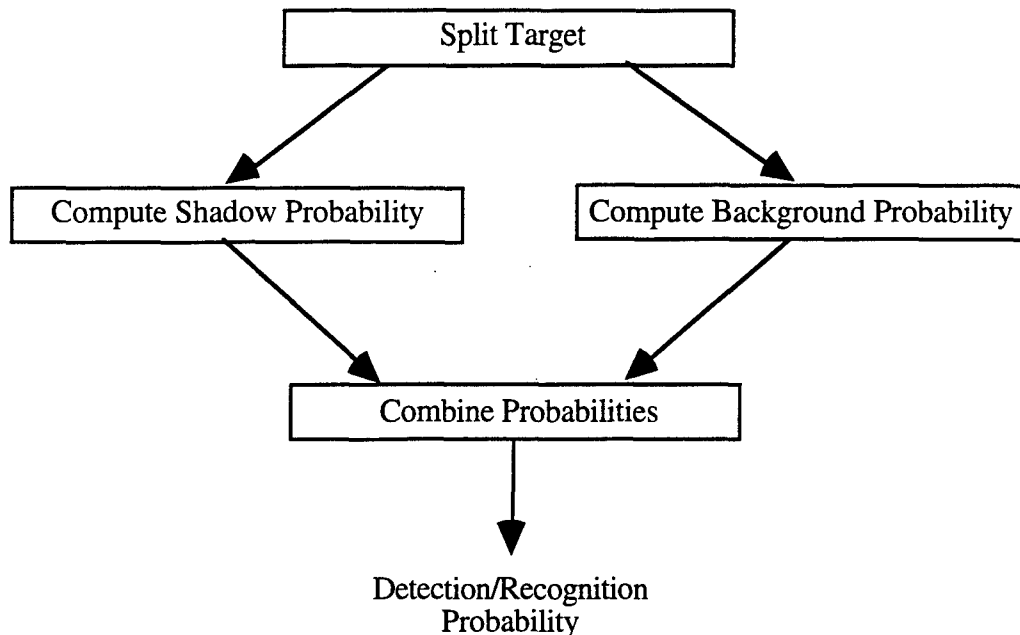 Split Target
Compute Shadow Probability
Compute Background Probability
Combine Probabilities
Detection/Recognition
Probability